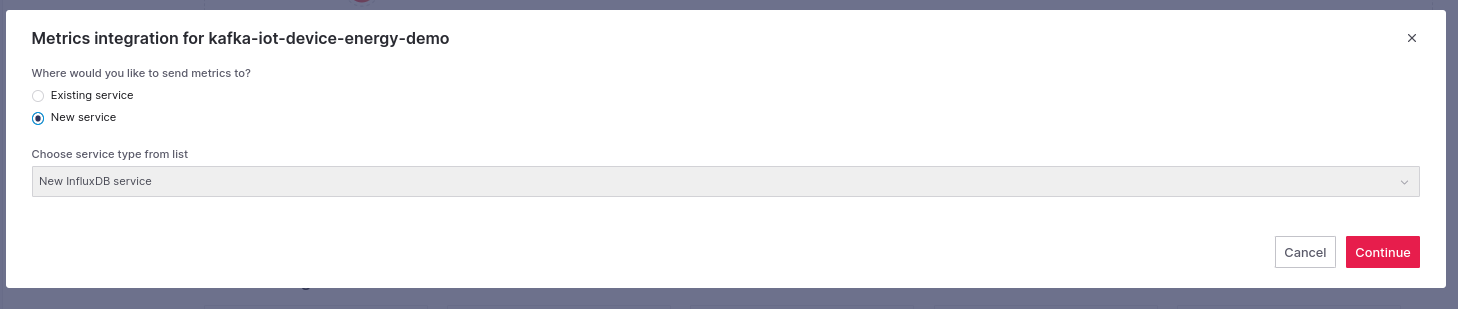 Metrics integration for kafka-iot-device-energy-demo
Where would you like to send metrics to?
Existing service
New service
Choose service type from list
New InfluxDB service
Cancel
Continue